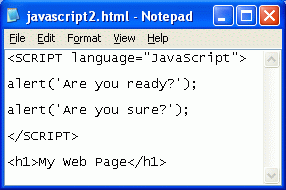 javascript2.html - Notepad
File Edit Format View Help
<SCRIPT language="JavaScript">
alert('Are you ready?');
alert('Are you sure?');
</SCRIPT>
<h1>My Web Page</h1>